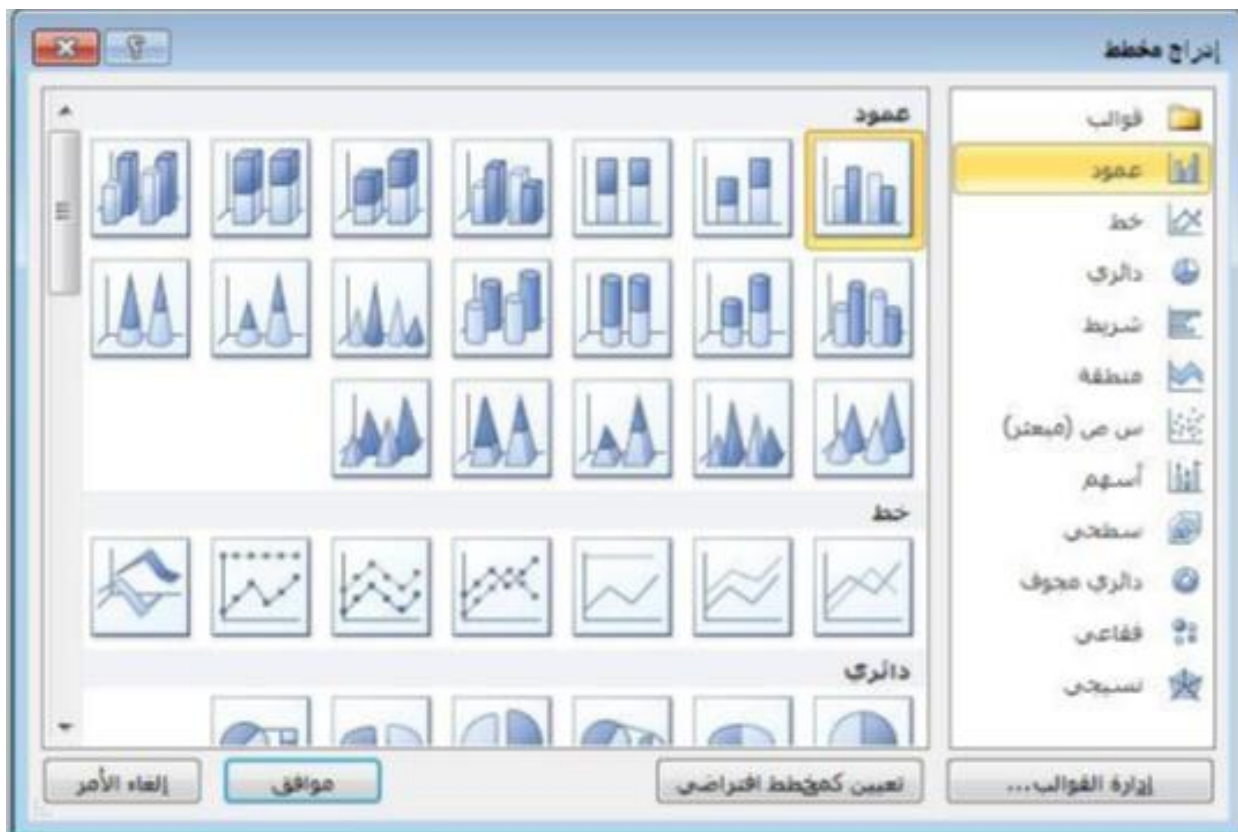 إدراج مخطط
قوالب
عمود
خط
دائري
شريط
منطقة
س ص (مبعثر)
أسهم
سطحي
دائري مجوف
فقاعي
نسيجي
عمود
خط
دائري
إدارة القوالب...
تعيين كمخطط افتراضي
موافق
إلغاء الأمر